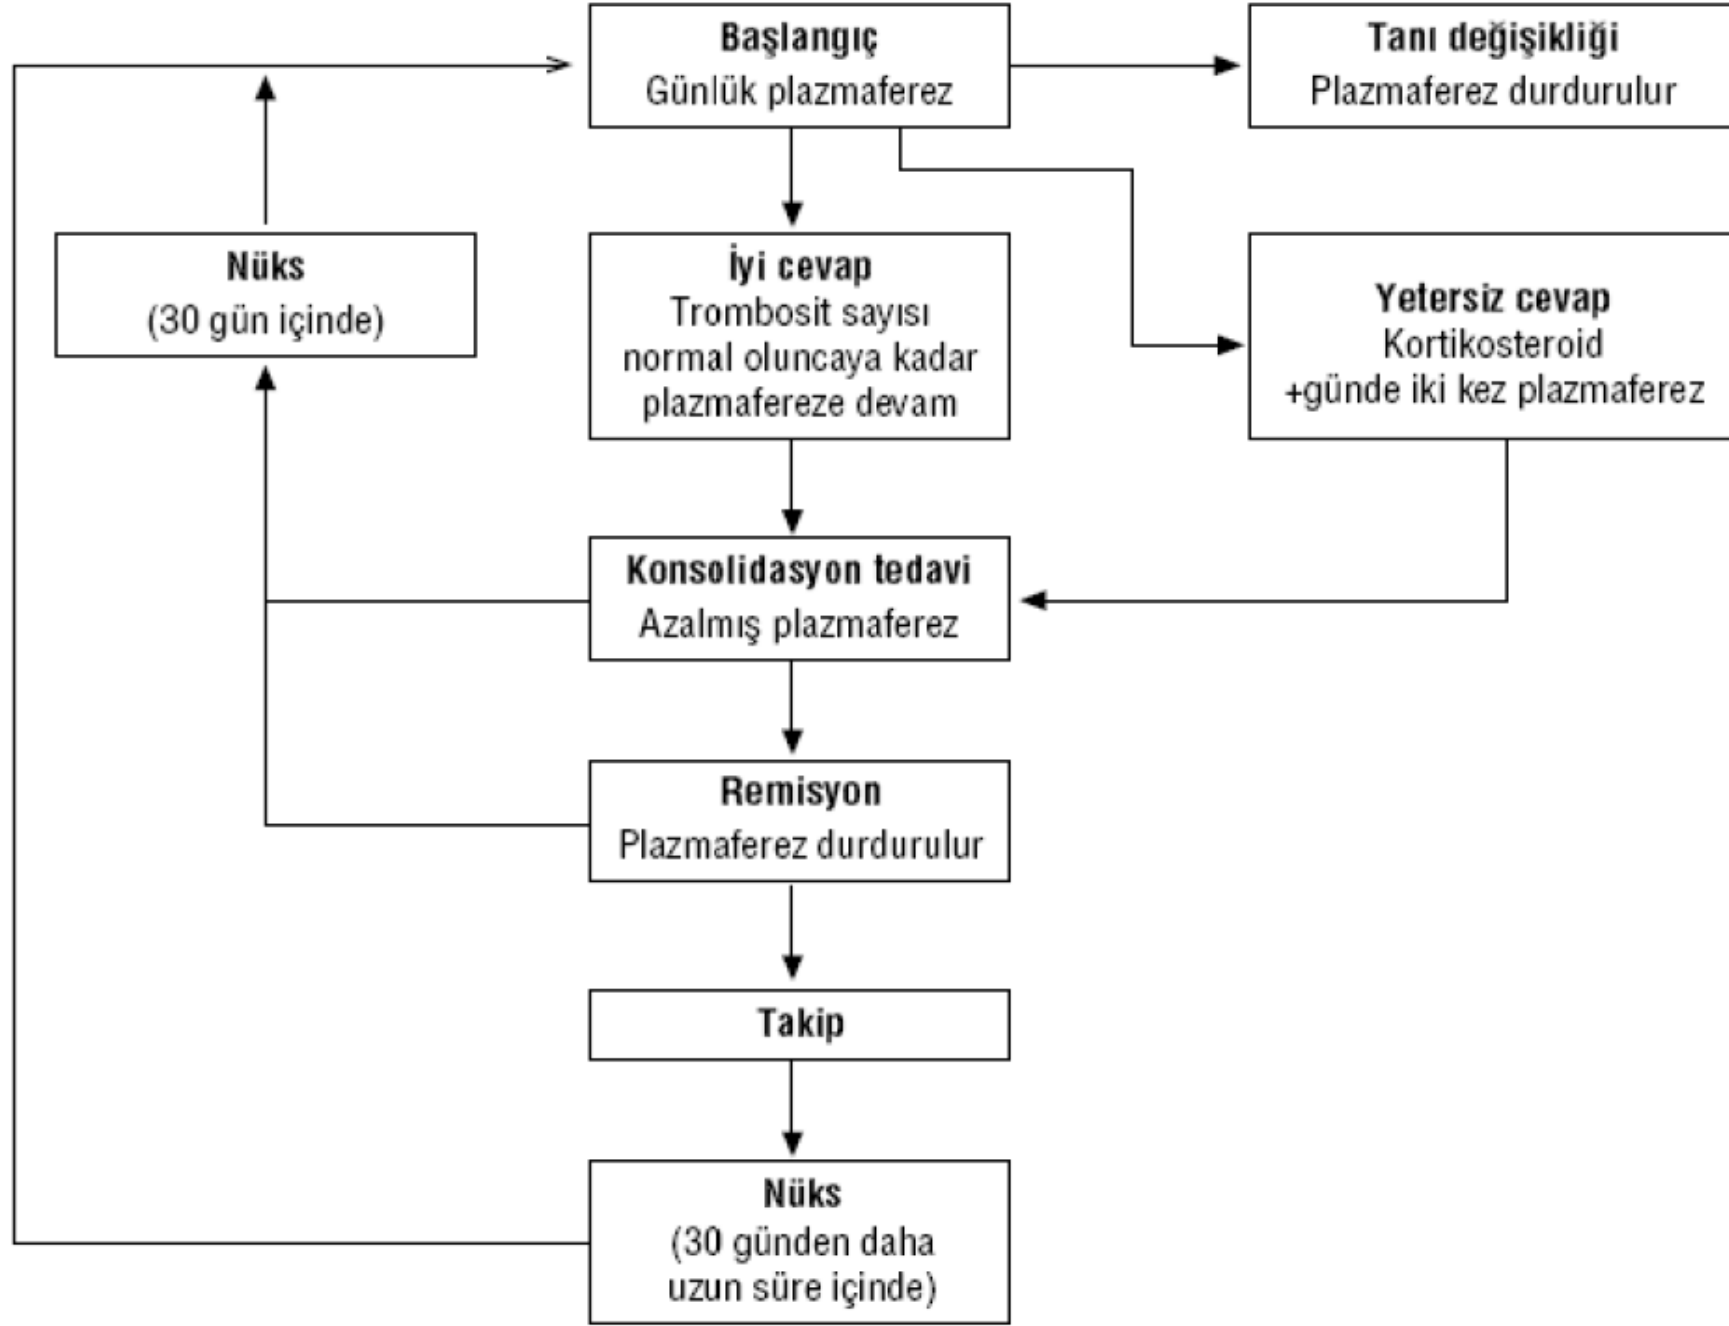 Başlangıç
Günlük plazmaferez
Tanı değişikliği
Plazmaferez durdurulur
Nüks
(30 gün içinde)
İyi cevap
Trombosit sayısı
normal oluncaya kadar
plazmafereze devam
Yetersiz cevap
Kortikosteroid
+günde iki kez plazmaferez
Konsolidasyon tedavi
Azalmış plazmaferez
Remisyon
Plazmaferez durdurulur
Takip
Nüks
(30 günden daha
uzun süre içinde)